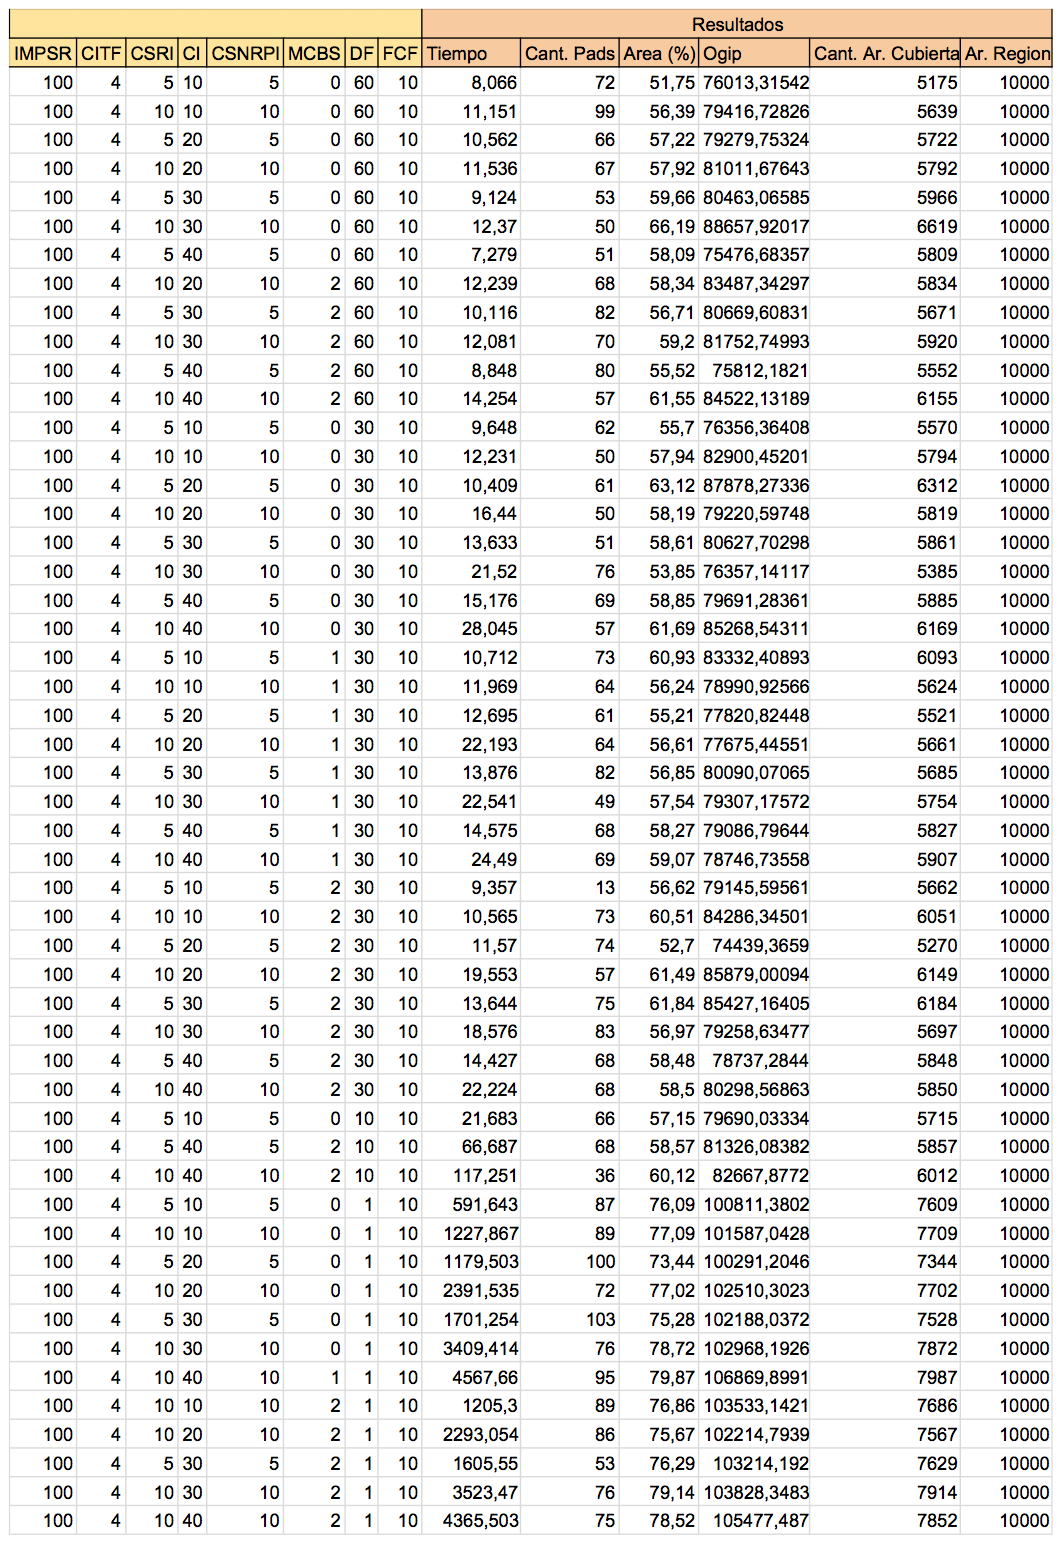 Resultados
IMPSR CITF CSRI CI CSNRPI MCBS DF FCF Tiempo Cant. Pads Area (%) Ogip Cant. Ar. Cubierta Ar. Region
100 4 5 10 5 0 60 10 8,066 72 51,75 76013,31542 5175 10000
100 4 10 10 10 0 60 10 11,151 99 56,39 79416,72826 5639 10000
100 4 5 20 5 0 60 10 10,562 66 57,22 79279,75324 5722 10000
100 4 10 20 10 0 60 10 11,536 67 57,92 81011,67643 5792 10000
100 4 5 30 5 0 60 10 9,124 53 59,66 80463,06585 5966 10000
100 4 10 30 10 0 60 10 12,37 50 66,19 88657,92017 6619 10000
100 4 5 40 5 0 60 10 7,279 51 58,09 75476,68357 5809 10000
100 4 10 20 10 2 60 10 12,239 68 58,34 83487,34297 5834 10000
100 4 5 30 5 2 60 10 10,116 82 56,71 80669,60831 5671 10000
100 4 10 30 10 2 60 10 12,081 70 59,2 81752,74993 5920 10000
100 4 5 40 5 2 60 10 8,848 80 55,52 75812,1821 5552 10000
100 4 10 40 10 2 60 10 14,254 57 61,55 84522,13189 6155 10000
100 4 5 10 5 0 30 10 9,648 62 55,7 76356,36408 5570 10000
100 4 10 10 10 0 30 10 12,231 50 57,94 82900,45201 5794 10000
100 4 5 20 5 0 30 10 10,409 61 63,12 87878,27336 6312 10000
100 4 10 20 10 0 30 10 16,44 50 58,19 79220,59748 5819 10000
100 4 5 30 5 0 30 10 13,633 51 58,61 80627,70298 5861 10000
100 4 10 30 10 0 30 10 21,52 76 53,85 76357,14117 5385 10000
100 4 5 40 5 0 30 10 15,176 69 58,85 79691,28361 5885 10000
100 4 10 40 10 0 30 10 28,045 57 61,69 85268,54311 6169 10000
100 4 5 10 5 1 30 10 10,712 73 60,93 83332,40893 6093 10000
100 4 10 10 10 1 30 10 11,969 64 56,24 78990,92566 5624 10000
100 4 5 20 5 1 30 10 12,695 61 55,21 77820,82448 5521 10000
100 4 10 20 10 1 30 10 22,193 64 56,61 77675,44551 5661 10000
100 4 5 30 5 1 30 10 13,876 82 56,85 80090,07065 5685 10000
100 4 10 30 10 1 30 10 22,541 49 57,54 79307,17572 5754 10000
100 4 5 40 5 1 30 10 14,575 68 58,27 79086,79644 5827 10000
100 4 10 40 10 1 30 10 24,49 69 59,07 78746,73558 5907 10000
100 4 5 10 5 2 30 10 9,357 13 56,62 79145,59561 5662 10000
100 4 10 10 10 2 30 10 10,565 73 60,51 84286,34501 6051 10000
100 4 5 20 5 2 30 10 11,57 74 52,7 74439,3659 5270 10000
100 4 10 20 10 2 30 10 19,553 57 61,49 85879,00094 6149 10000
100 4 5 30 5 2 30 10 13,644 75 61,84 85427,16405 6184 10000
100 4 10 30 10 2 30 10 18,576 83 56,97 79258,63477 5697 10000
100 4 5 40 5 2 30 10 14,427 68 58,48 78737,2844 5848 10000
100 4 10 40 10 2 30 10 22,224 68 58,5 80298,56863 5850 10000
100 4 5 10 5 0 10 10 21,683 66 57,15 79690,03334 5715 10000
100 4 5 40 5 2 10 10 66,687 68 58,57 81326,08382 5857 10000
100 4 10 40 10 2 10 10 117,251 36 60,12 82667,8772 6012 10000
100 4 5 10 5 0 1 10 591,643 87 76,09 100811,3802 7609 10000
100 4 10 10 10 0 1 10 1227,867 89 77,09 101587,0428 7709 10000
100 4 5 20 5 0 1 10 1179,503 100 73,44 100291,2046 7344 10000
100 4 10 20 10 0 1 10 2391,535 72 77,02 102510,3023 7702 10000
100 4 5 30 5 0 1 10 1701,254 103 75,28 102188,0372 7528 10000
100 4 10 30 10 0 1 10 3409,414 76 78,72 102968,1926 7872 10000
100 4 10 40 10 1 1 10 4567,66 95 79,87 106869,8991 7987 10000
100 4 10 10 10 2 1 10 1205,3 89 76,86 103533,1421 7686 10000
100 4 10 20 10 2 1 10 2293,054 86 75,67 102214,7939 7567 10000
100 4 5 30 5 2 1 10 1605,55 53 76,29 103214,192 7629 10000
100 4 10 30 10 2 1 10 3523,47 76 79,14 103828,3483 7914 10000
100 4 10 40 10 2 1 10 4365,503 75 78,52 105477,487 7852 10000